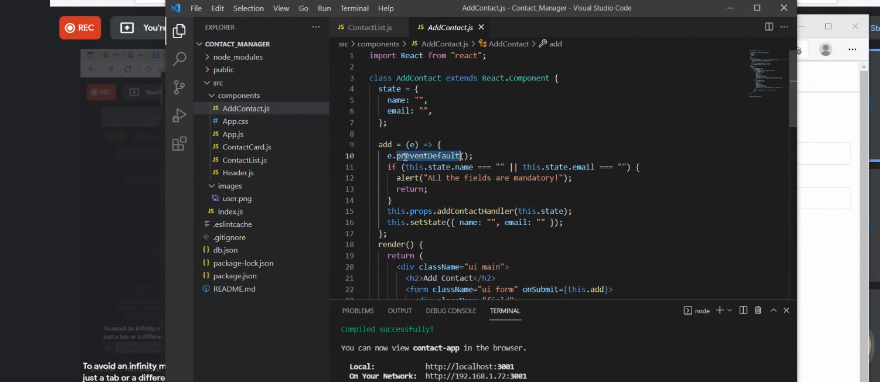 File Edit Selection View Go Run Terminal Help
AddContact.js - Contact_Manager - Visual Studio Code
REC
You're
EXPLORER
CONTACT_MANAGER
node_modules
public
src
components
JS AddContact.js
# App.css
JS App.js
JS ContactCard.js
JS ContactList.js
JS Header.js
images
user.png
JS index.js
.eslintcache
.gitignore
db.json
package-lock.json
package.json
README.md
JS ContactList.js
JS AddContact.js
src > components > JS AddContact.js > AddContact > add
1 import React from "react";
2
3 class AddContact extends React.Component {
4 state = {
5 name: "",
6 email: "",
7 };
8
9 add = (e) => {
10 e.preventDefault();
11 if (this.state.name === "" || this.state.email === "") {
12 alert("ALl the fields are mandatory!");
13 return;
14 }
15 this.props.addContactHandler(this.state);
16 this.setState({ name: "", email: "" });
17 };
18 render() {
19 return (
20 <div className="ui main">
21 <h2>Add Contact</h2>
22 <form className="ui form" onSubmit={this.add}>
PROBLEMS OUTPUT DEBUG CONSOLE TERMINAL
node
Compiled successfully!
You can now view contact-app in the browser.
Local: http://localhost:3001
On Your Network: http://192.168.1.72:3001
To avoid an infinity m
just a tab or a differe